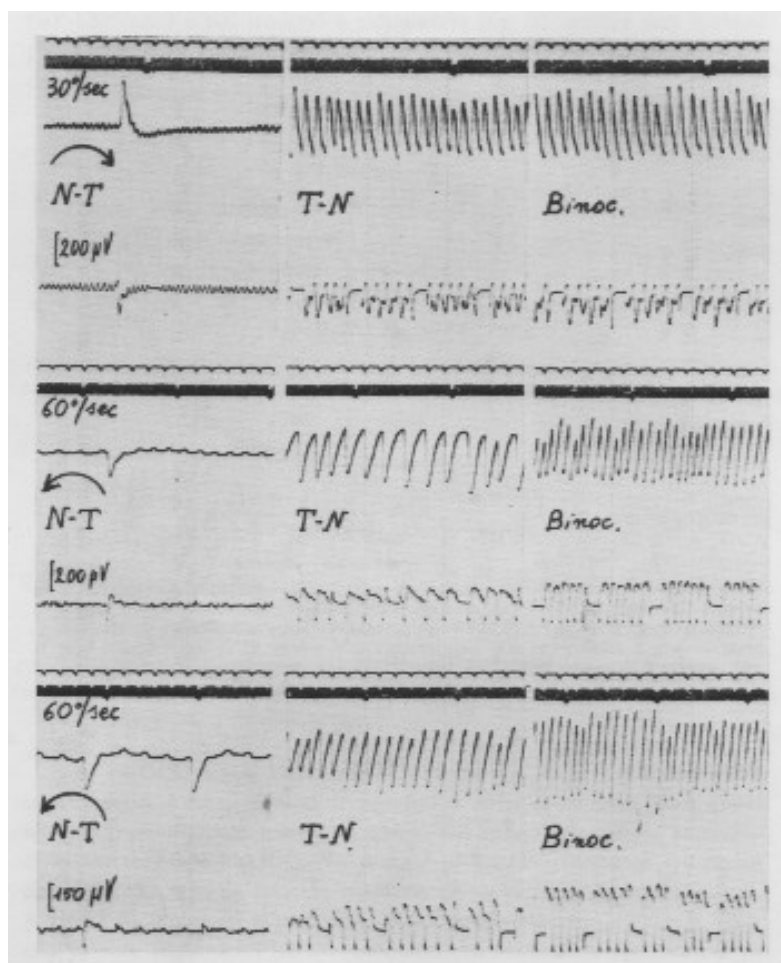 30°/sec
N-T
T-N
Binoc.
[200 µV
60°/sec
N-T
T-N
Binoc.
[200 µV
60°/sec
N-T
T-N
Binoc.
[150 µV